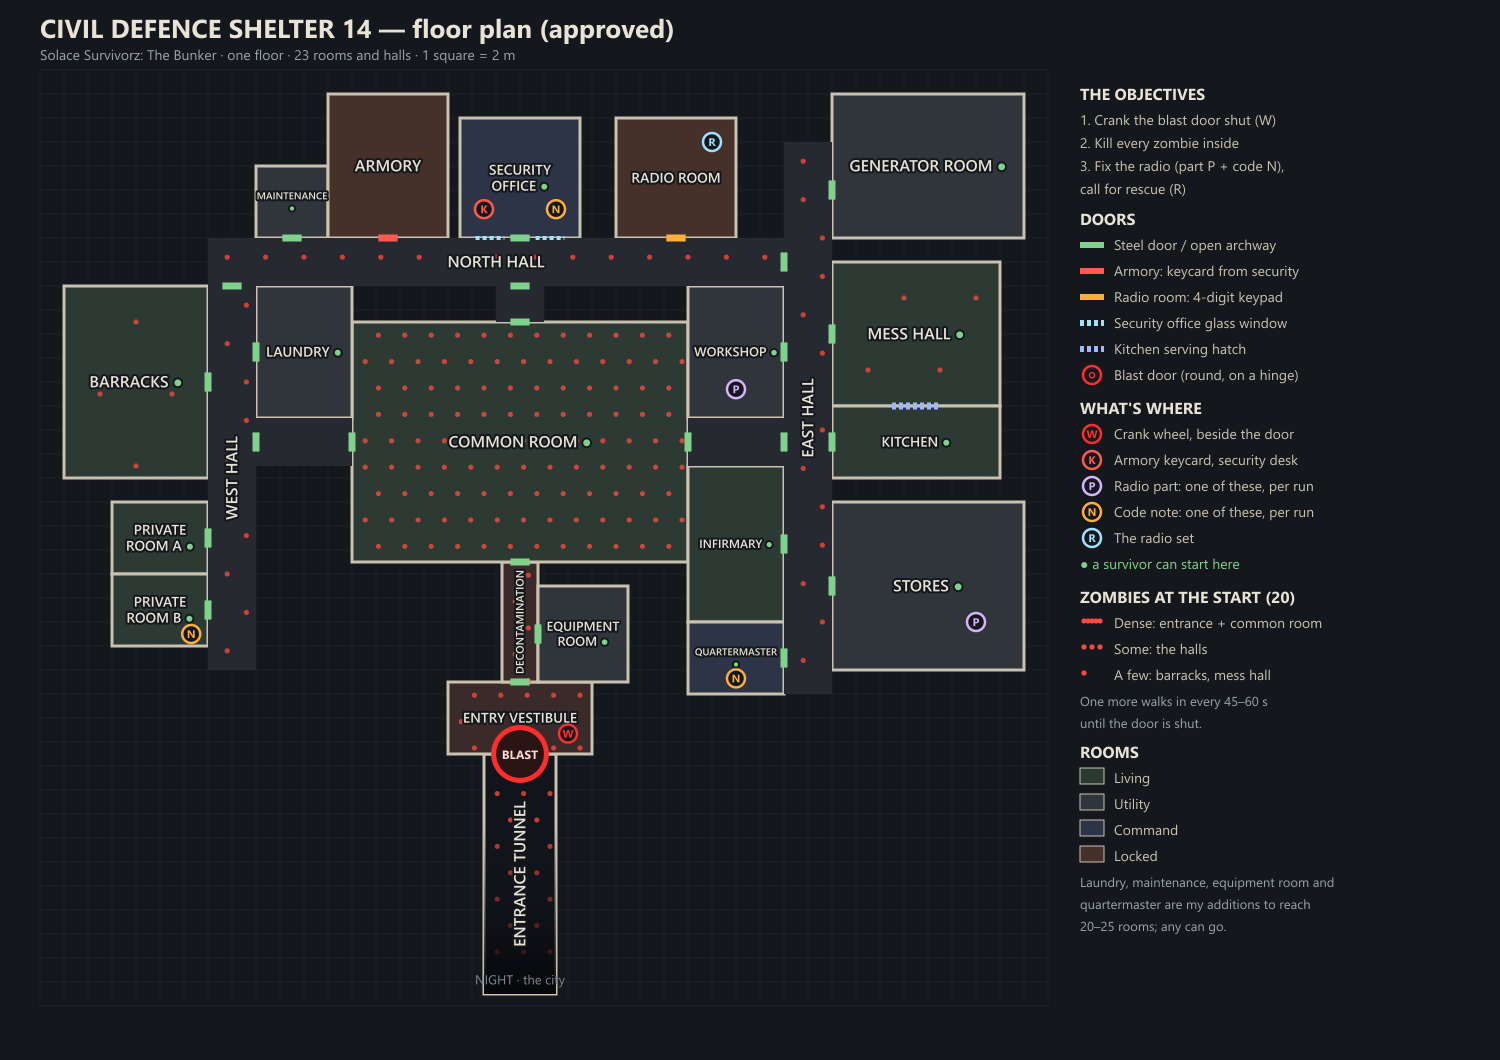 CIVIL DEFENCE SHELTER 14 — floor plan (approved)
Solace Survivorz: The Bunker · one floor · 23 rooms and halls · 1 square = 2 m
ARMORY
MAINTENANCE
SECURITY
OFFICE
K
N
R
RADIO ROOM
GENERATOR ROOM
NORTH HALL
BARRACKS
LAUNDRY
WORKSHOP
P
MESS HALL
COMMON ROOM
KITCHEN
WEST HALL
EAST HALL
PRIVATE
ROOM A
PRIVATE
ROOM B
N
DECONTAMINATION
EQUIPMENT
ROOM
INFIRMARY
QUARTERMASTER
N
STORES
P
ENTRY VESTIBULE
W
BLAST
ENTRANCE TUNNEL
NIGHT · the city
THE OBJECTIVES
1. Crank the blast door shut (W)
2. Kill every zombie inside
3. Fix the radio (part P + code N),
call for rescue (R)
DOORS
Steel door / open archway
Armory: keycard from security
Radio room: 4-digit keypad
Security office glass window
Kitchen serving hatch
Blast door (round, on a hinge)
WHAT'S WHERE
W Crank wheel, beside the door
K Armory keycard, security desk
P Radio part: one of these, per run
N Code note: one of these, per run
R The radio set
● a survivor can start here
ZOMBIES AT THE START (20)
Dense: entrance + common room
Some: the halls
A few: barracks, mess hall
One more walks in every 45–60 s
until the door is shut.
ROOMS
Living
Utility
Command
Locked
Laundry, maintenance, equipment room and
quartermaster are my additions to reach
20–25 rooms; any can go.